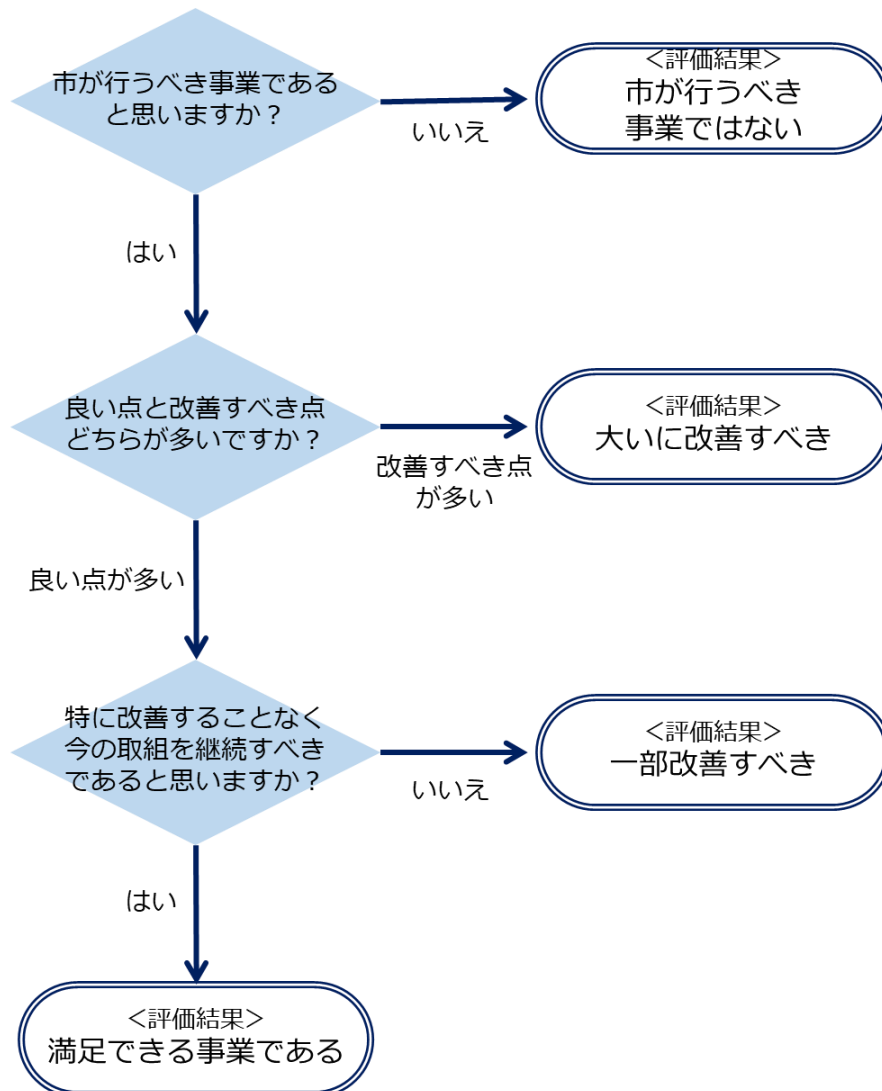 市が行うべき事業である
と思いますか？
いいえ
＜評価結果＞
市が行うべき
事業ではない
はい
良い点と改善すべき点
どちらが多いですか？
改善すべき点
が多い
＜評価結果＞
大いに改善すべき
良い点が多い
特に改善することなく
今の取組を継続すべき
であると思いますか？
いいえ
＜評価結果＞
一部改善すべき
はい
＜評価結果＞
満足できる事業である